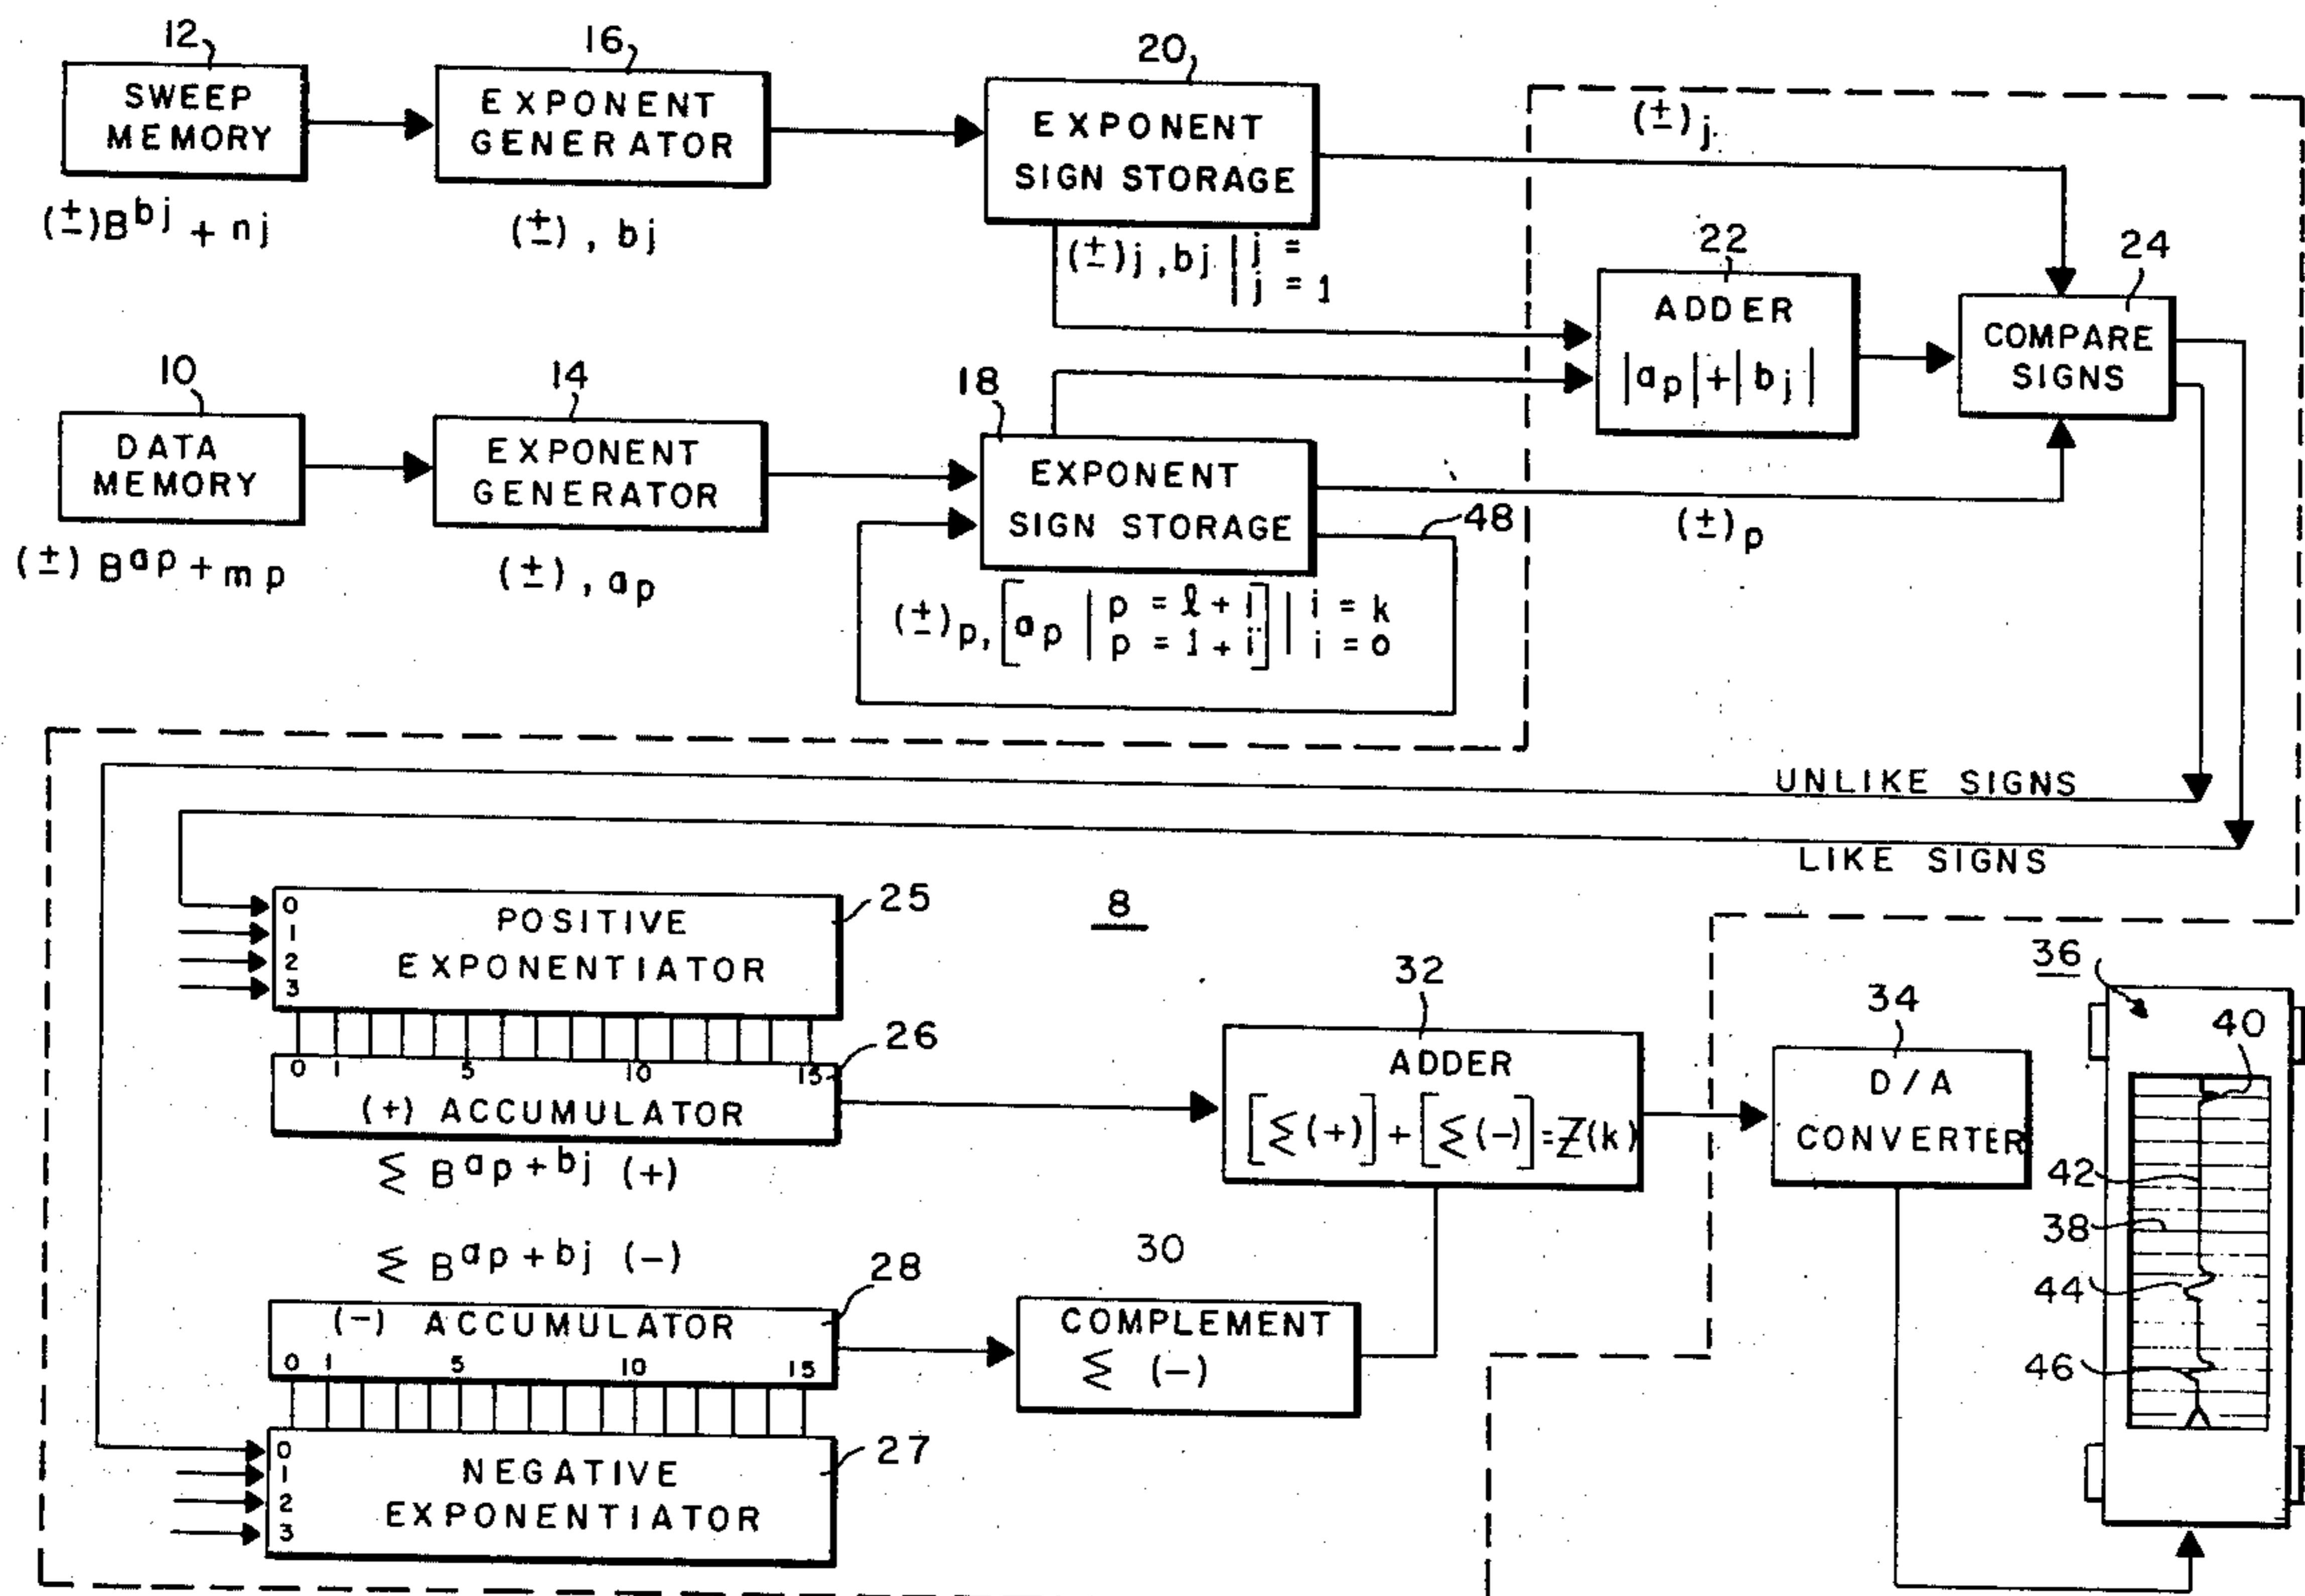 12
SWEEP
MEMORY
(±)B^bj + nj
16
EXPONENT
GENERATOR
(±), bj
20
EXPONENT
SIGN STORAGE
(±)j, bj | j =
j = 1
(±)j
22
ADDER
|ap|+|bj|
24
COMPARE
SIGNS
10
DATA
MEMORY
(±) B^ap + mp
14
EXPONENT
GENERATOR
(±), ap
18
EXPONENT
SIGN STORAGE
48
(±)p, [ap | p = ℓ + i] | i = k
p = 1 + i i = 0
(±)p
UNLIKE SIGNS
LIKE SIGNS
8
0
1
2
3
POSITIVE
EXPONENTIATOR
25
0 1 5 10 15
26
(+) ACCUMULATOR
≤ B^ap + bj (+)
32
ADDER
[≤(+)] + [≤(-)] = Z(k)
34
D/A
CONVERTER
36
40
42
38
44
46
≤ B^ap + bj (-)
28
(-) ACCUMULATOR
0 1 5 10 15
30
COMPLEMENT
≤ (-)
0
1
2
3
NEGATIVE
EXPONENTIATOR
27